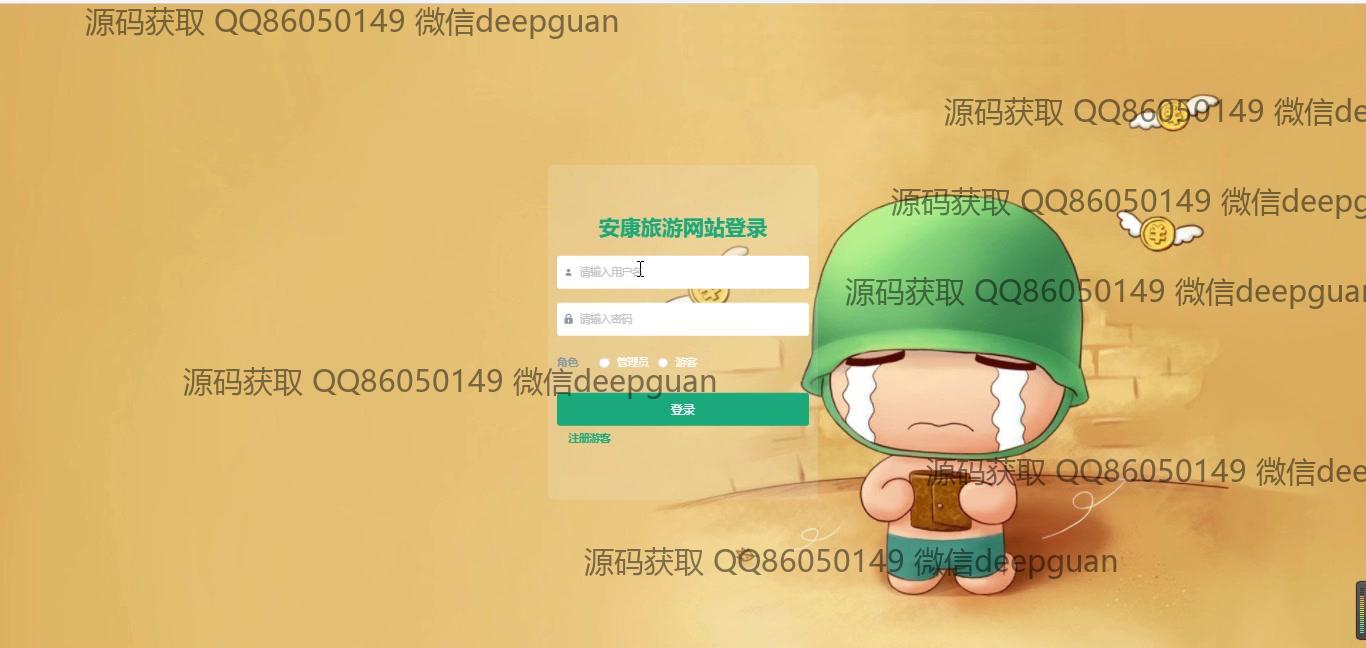 源码获取 QQ86050149 微信deepguan
源码获取 QQ86050149 微信de
源码获取 QQ86050149 微信deepg
安康旅游网站登录
请输入用户名
源码获取 QQ86050149 微信deepguan
请输入密码
角色 管理员 游客
源码获取 QQ86050149 微信deepguan
登录
注册游客
源码获取 QQ86050149 微信dee
源码获取 QQ86050149 微信deepguan